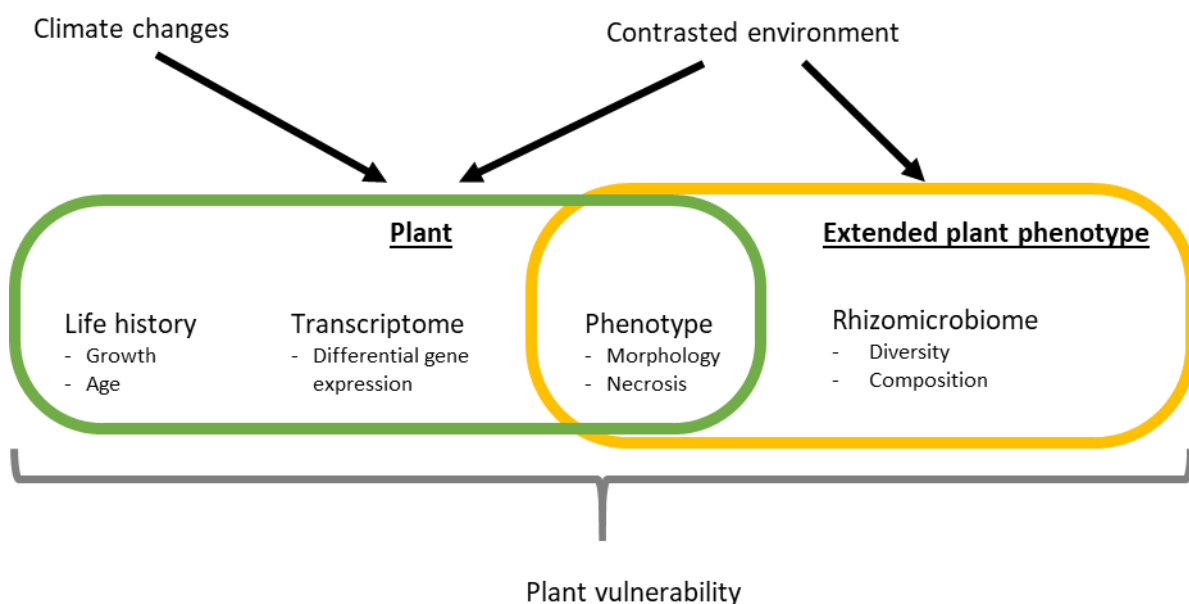 Climate changes
Contrasted environment
Plant
Extended plant phenotype
Life history
- Growth
- Age
Transcriptome
- Differential gene
expression
Phenotype
- Morphology
- Necrosis
Rhizomicrobiome
- Diversity
- Composition
Plant vulnerability